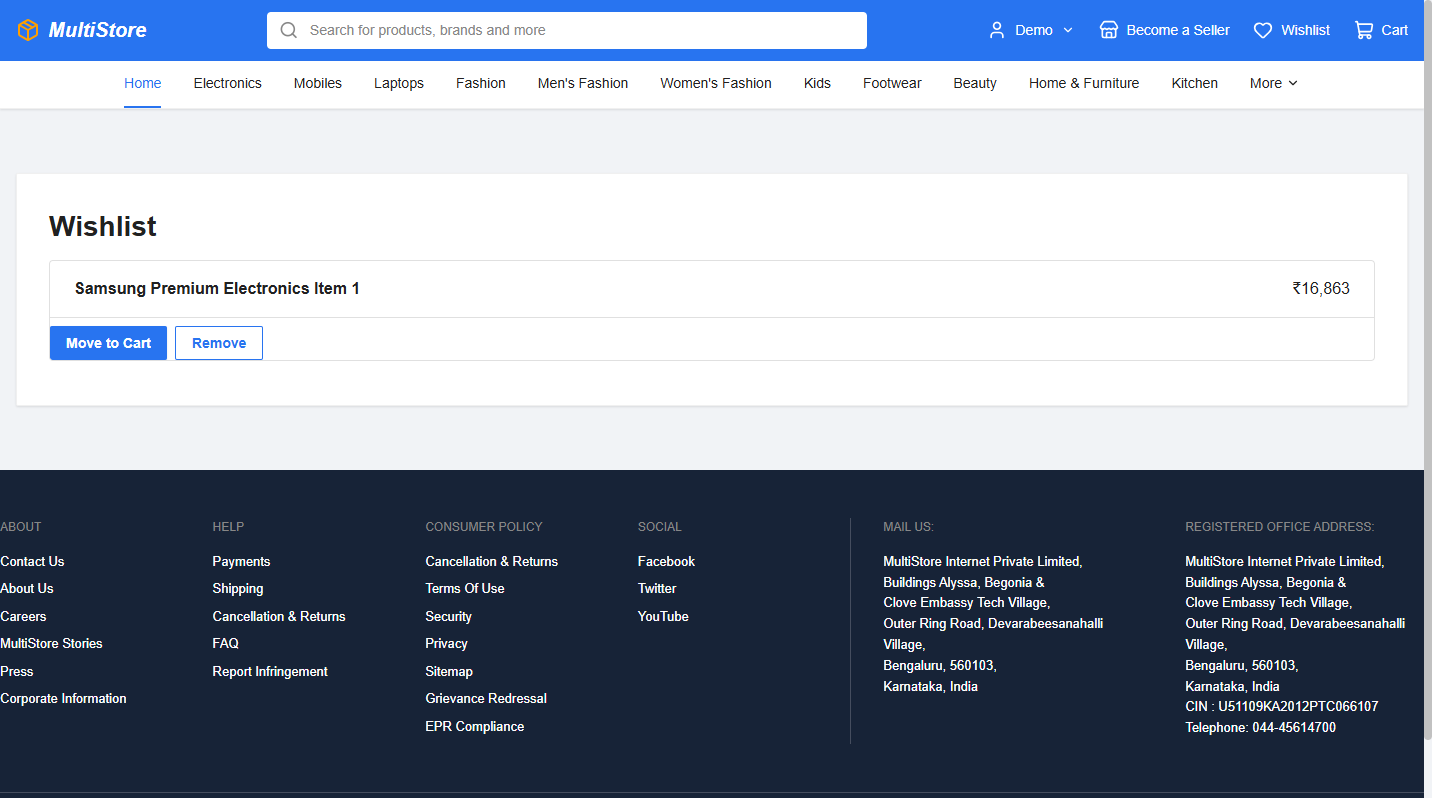 MultiStore
Search for products, brands and more
Demo
Become a Seller
Wishlist
Cart
Home Electronics Mobiles Laptops Fashion Men's Fashion Women's Fashion Kids Footwear Beauty Home & Furniture Kitchen More
Wishlist
Samsung Premium Electronics Item 1 ₹16,863
Move to Cart Remove
ABOUT
Contact Us
About Us
Careers
MultiStore Stories
Press
Corporate Information
HELP
Payments
Shipping
Cancellation & Returns
FAQ
Report Infringement
CONSUMER POLICY
Cancellation & Returns
Terms Of Use
Security
Privacy
Sitemap
Grievance Redressal
EPR Compliance
SOCIAL
Facebook
Twitter
YouTube
MAIL US:
MultiStore Internet Private Limited,
Buildings Alyssa, Begonia &
Clove Embassy Tech Village,
Outer Ring Road, Devarabeesanahalli
Village,
Bengaluru, 560103,
Karnataka, India
REGISTERED OFFICE ADDRESS:
MultiStore Internet Private Limited,
Buildings Alyssa, Begonia &
Clove Embassy Tech Village,
Outer Ring Road, Devarabeesanahalli
Village,
Bengaluru, 560103,
Karnataka, India
CIN : U51109KA2012PTC066107
Telephone: 044-45614700